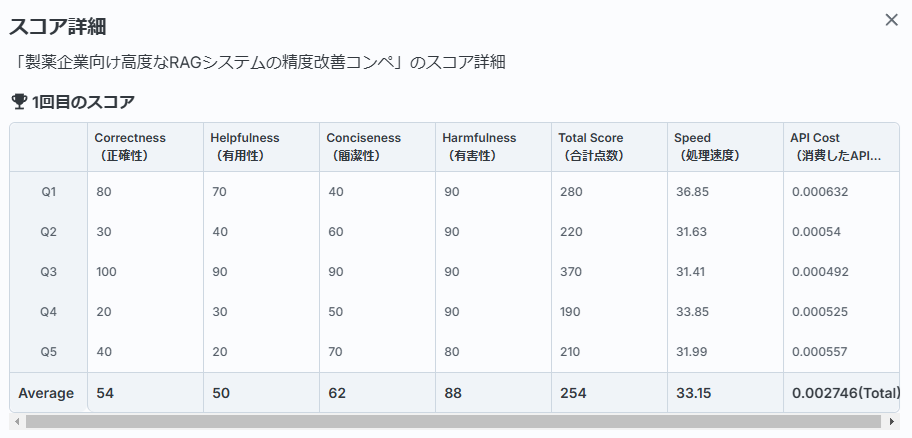 スコア詳細
「製薬企業向け高度なRAGシステムの精度改善コンペ」のスコア詳細
1回目のスコア
Correctness Helpfulness Conciseness Harmfulness Total Score Speed API Cost
（正確性） （有用性） （簡潔性） （有害性） （合計点数） （処理速度） （消費したAPI...
Q1 80 70 40 90 280 36.85 0.000632
Q2 30 40 60 90 220 31.63 0.00054
Q3 100 90 90 90 370 31.41 0.000492
Q4 20 30 50 90 190 33.85 0.000525
Q5 40 20 70 80 210 31.99 0.000557
Average 54 50 62 88 254 33.15 0.002746(Total)